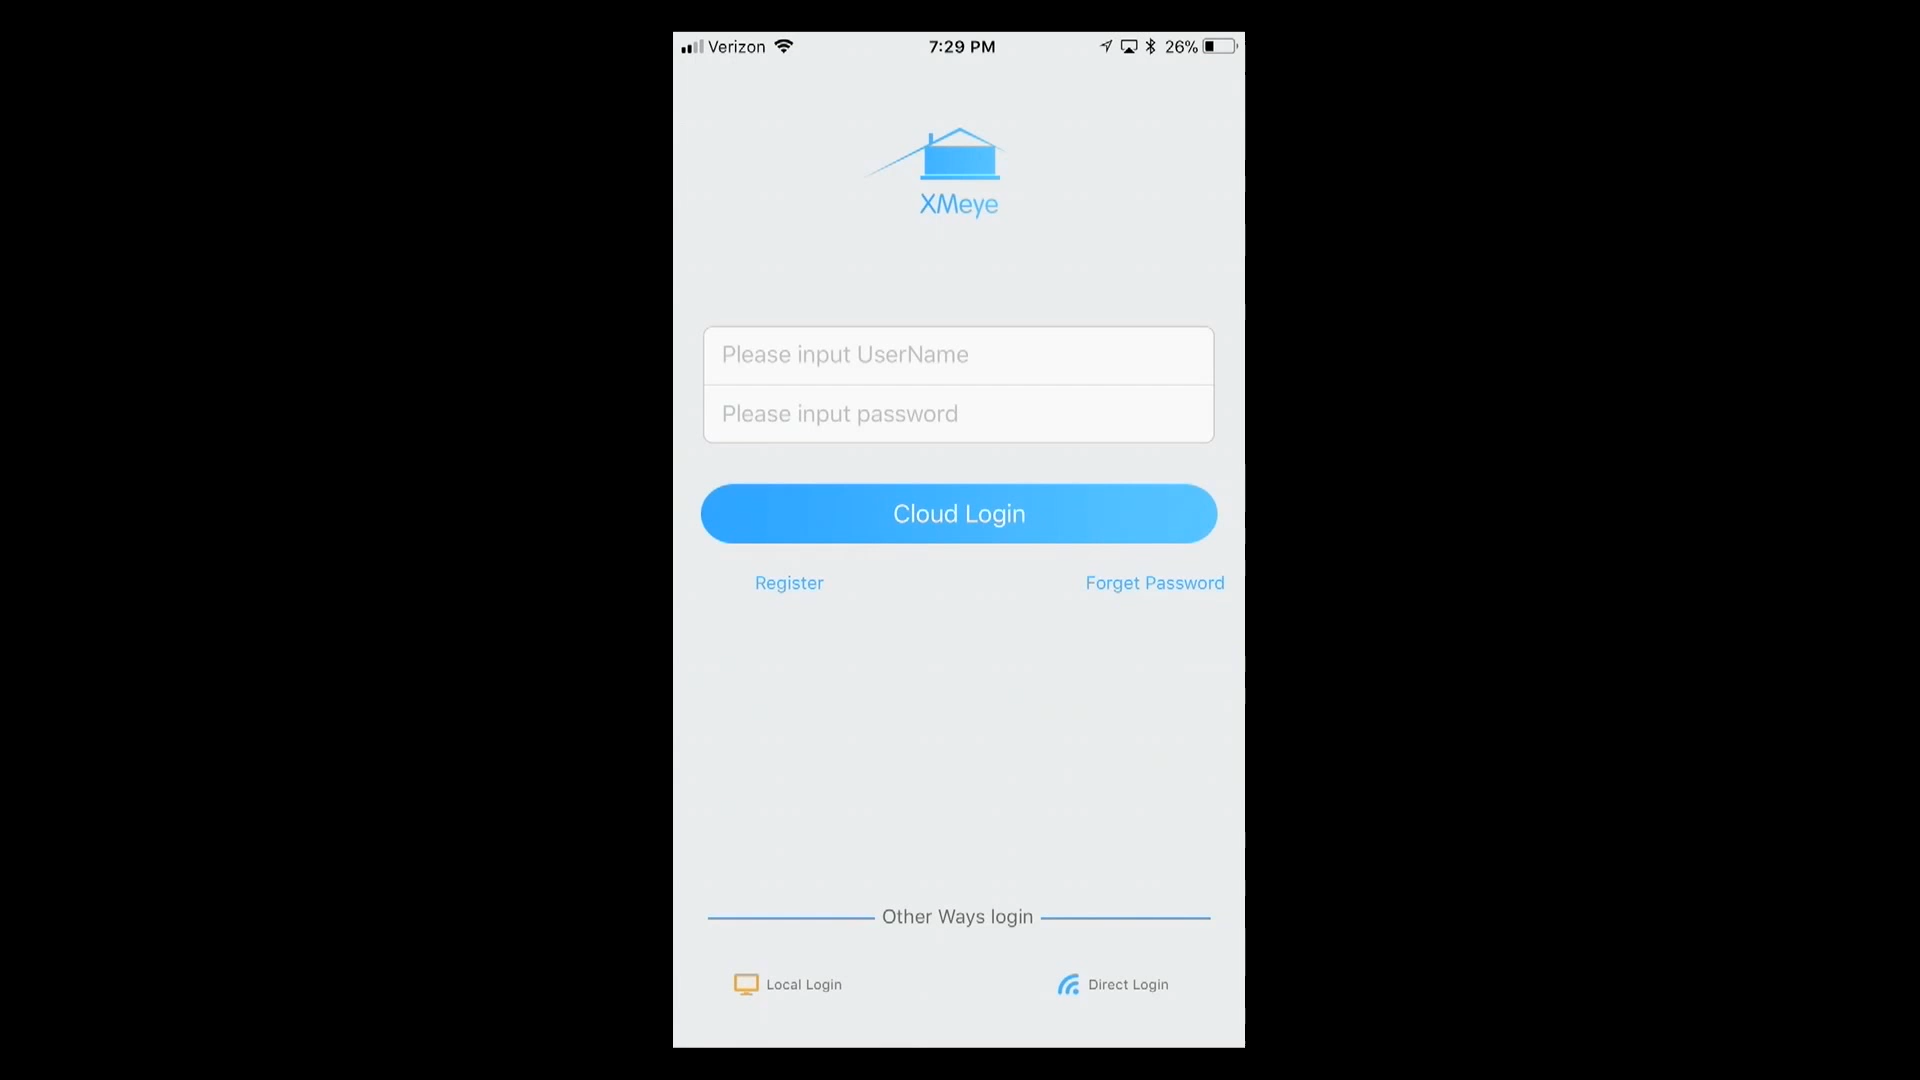 Verizon 7:29 PM 26%
XMeye
Please input UserName
Please input password
Cloud Login
Register Forget Password
Other Ways login
Local Login Direct Login